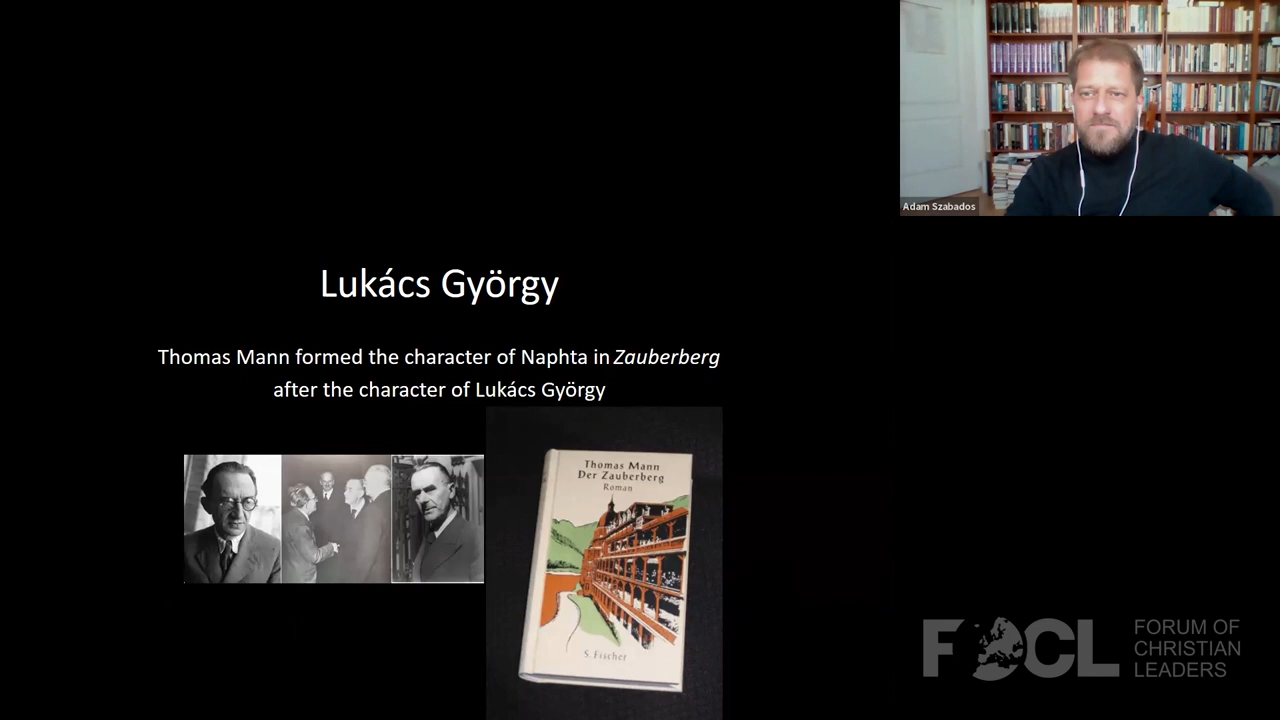 Adam Szabados
Lukács György
Thomas Mann formed the character of Naphta in Zauberberg
after the character of Lukács György
Thomas Mann
Der Zauberberg
Roman
S. Fischer
FOCL
FORUM OF
CHRISTIAN
LEADERS